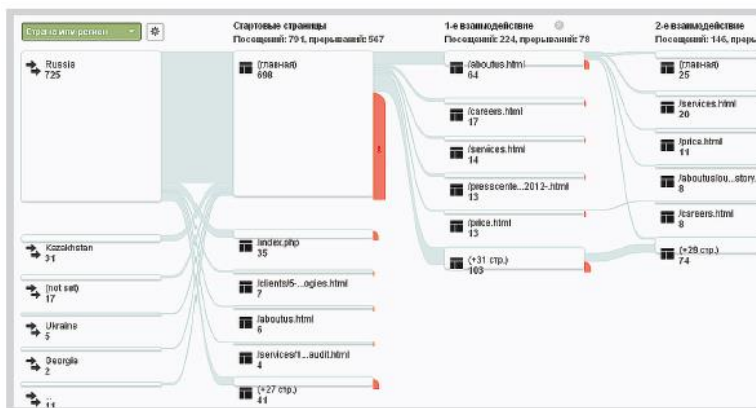 Страна или регион
Стартовые страницы
Посещений: 791, прерываний: 567
1-е взаимодействие
Посещений: 224, прерываний: 78
2-е взаимодействие
Посещений: 146, прерыв
Russia
725
Kazakhstan
31
(not set)
17
Ukraine
5
Georgia
2
...
11
(главная)
698
/index.php
35
/clients/5-...ogies.html
7
/aboutus.html
6
/services/1...audit.html
4
(+27 стр.)
41
/aboutus.html
64
/careers.html
17
/services.html
14
/presscente...2012-.html
13
/price.html
13
(+31 стр.)
103
(главная)
25
/services.html
20
/price.html
11
/aboutus/ou...story.
8
/careers.html
8
(+28 стр.)
74